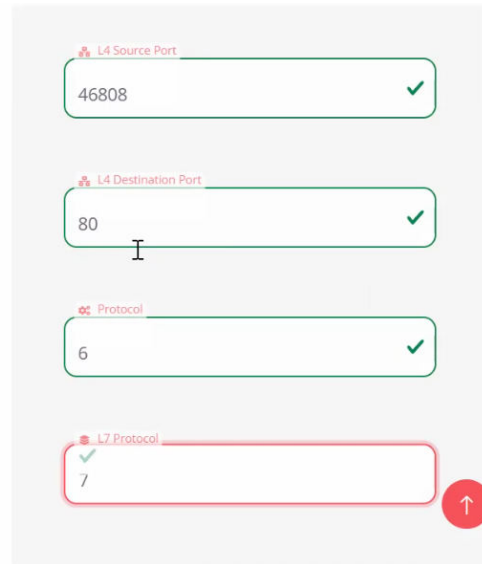 L4 Source Port
46808
L4 Destination Port
80
Protocol
6
L7 Protocol
7